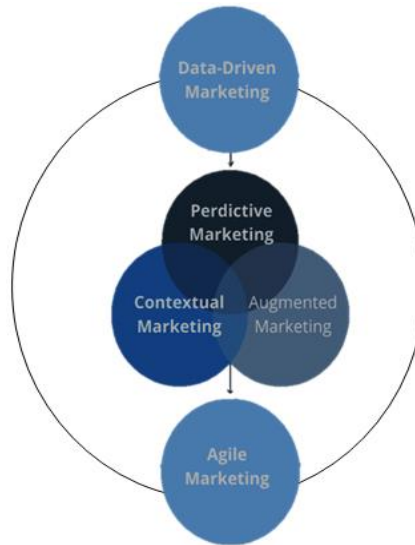 Data-Driven
Marketing
Perdictive
Marketing
Contextual
Marketing
Augmented
Marketing
Agile
Marketing